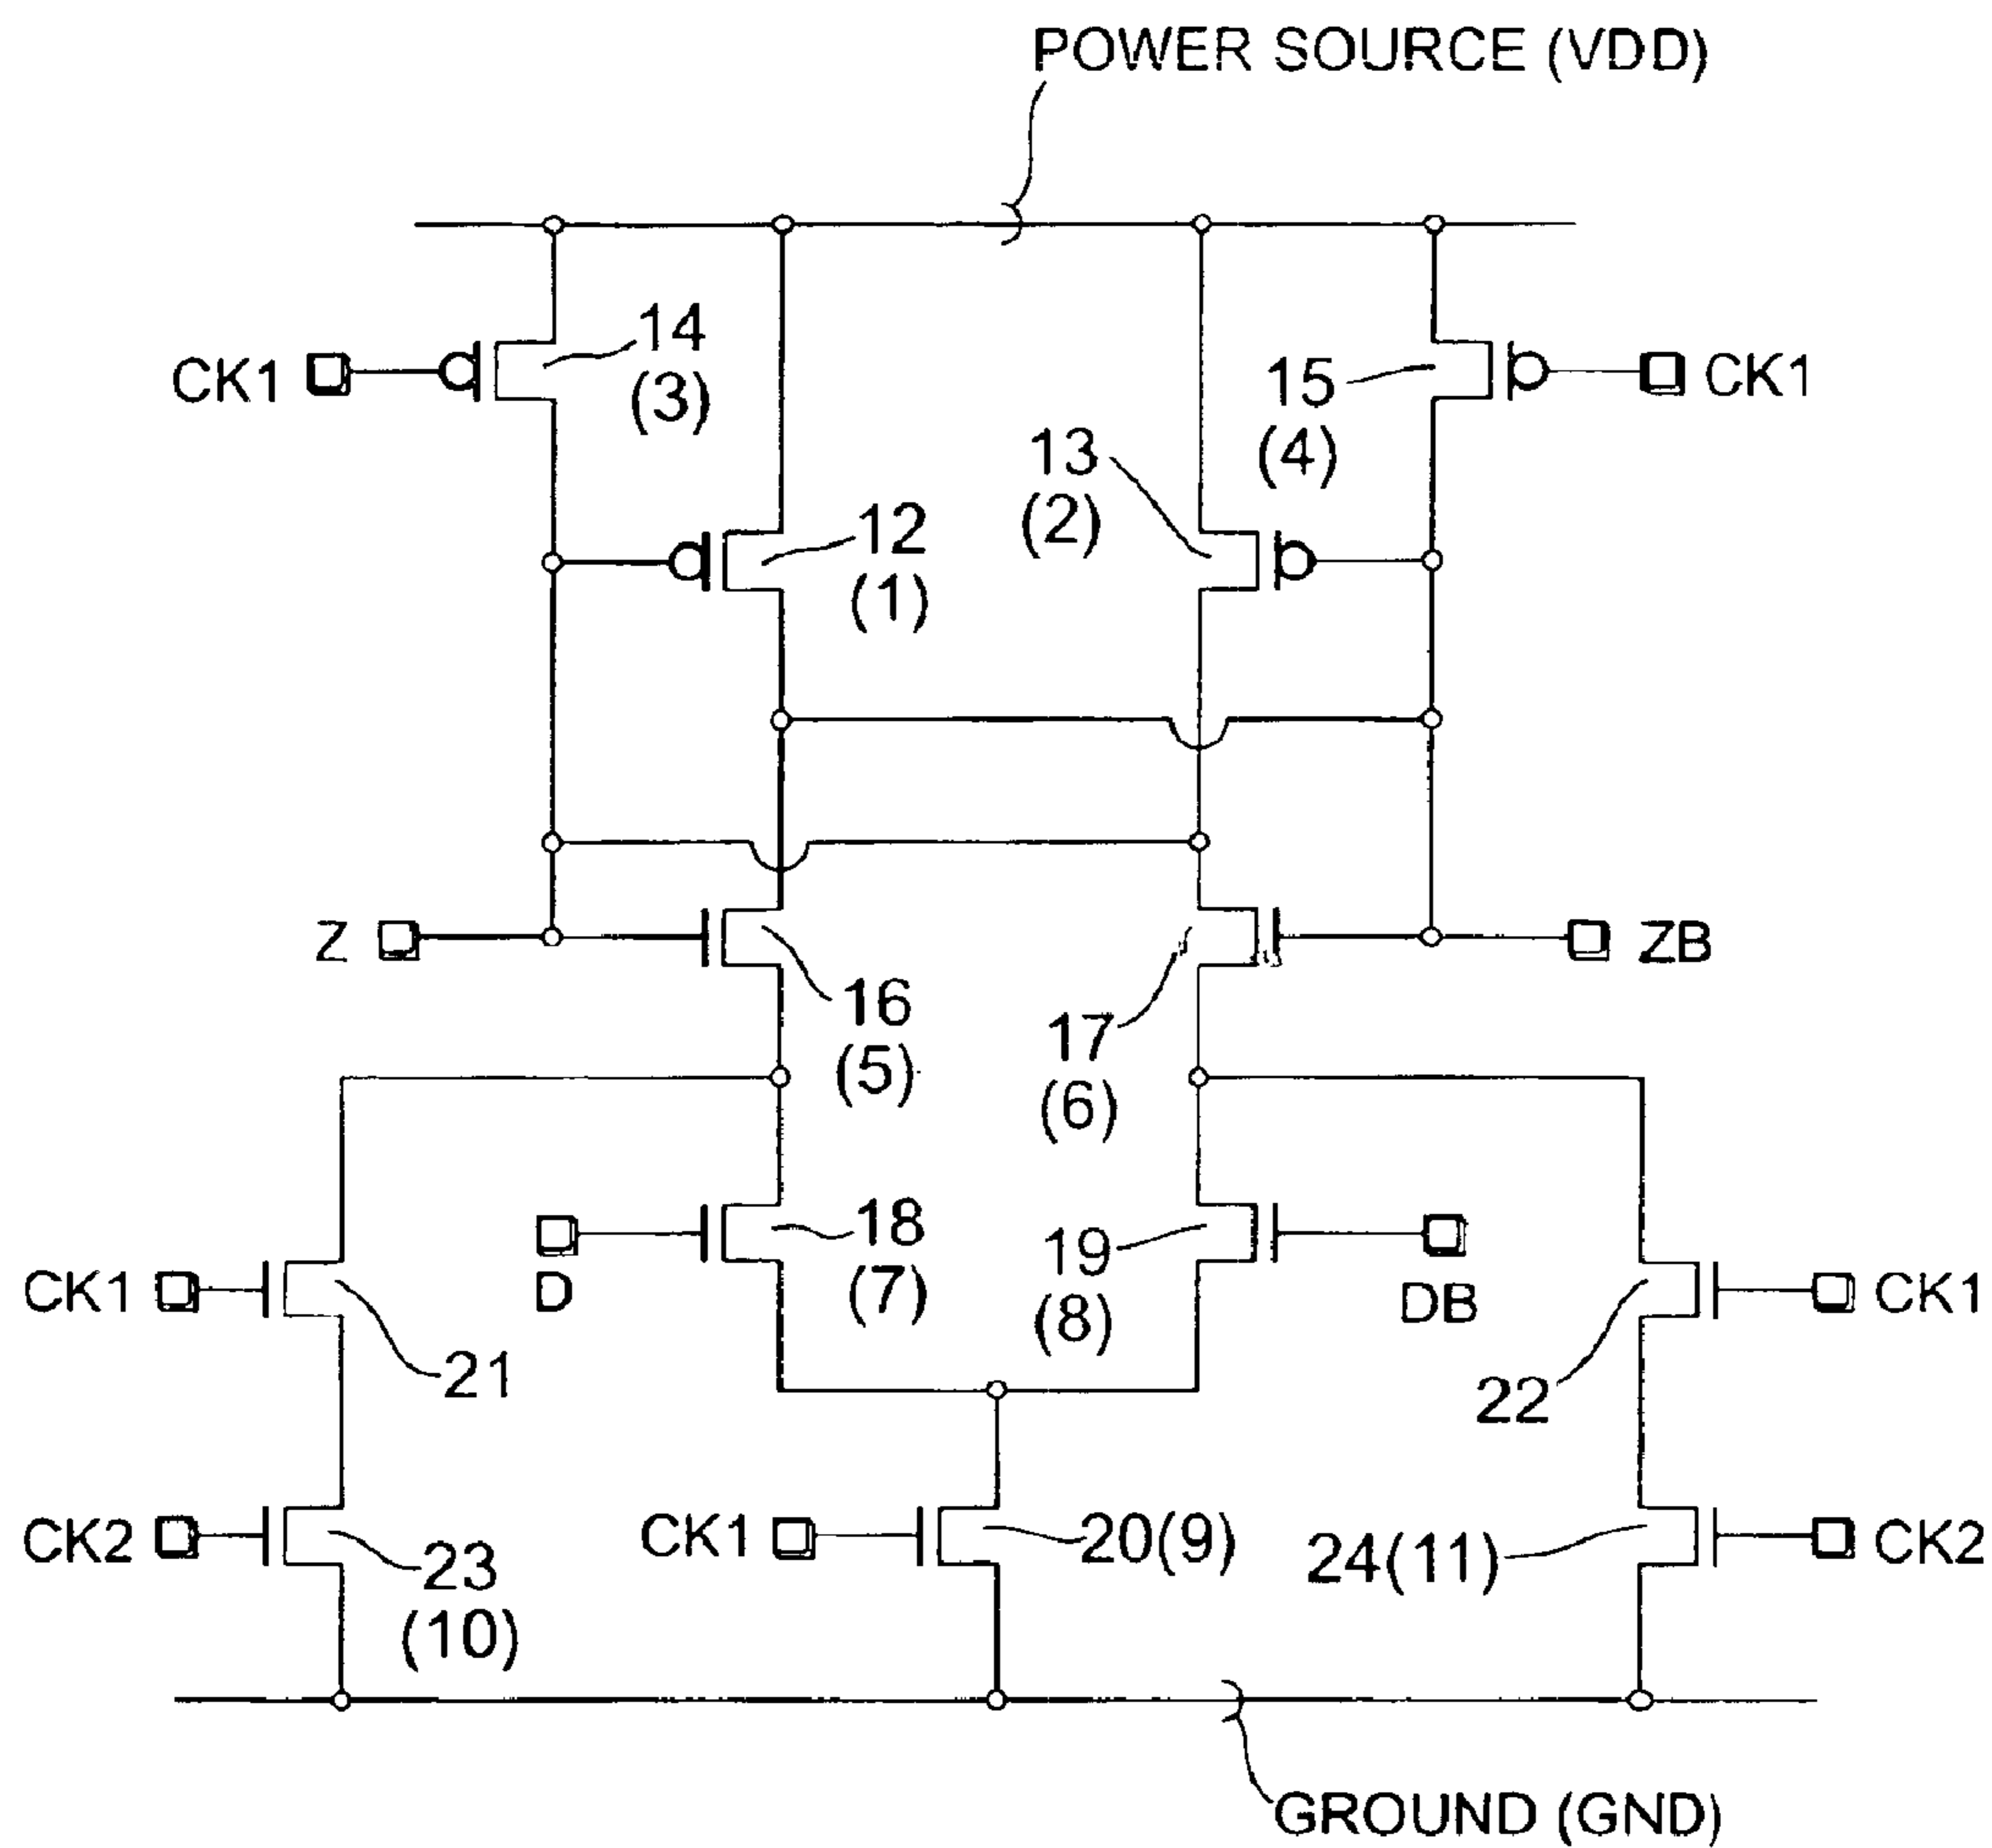 POWER SOURCE (VDD)
CK1
14
(3)
15
(4)
CK1
13
(2)
12
(1)
Z
ZB
16
(5)
17
(6)
D
18
(7)
19
(8)
DB
CK1
21
CK1
22
CK2
23
(10)
CK1
20(9)
24(11)
CK2
GROUND (GND)